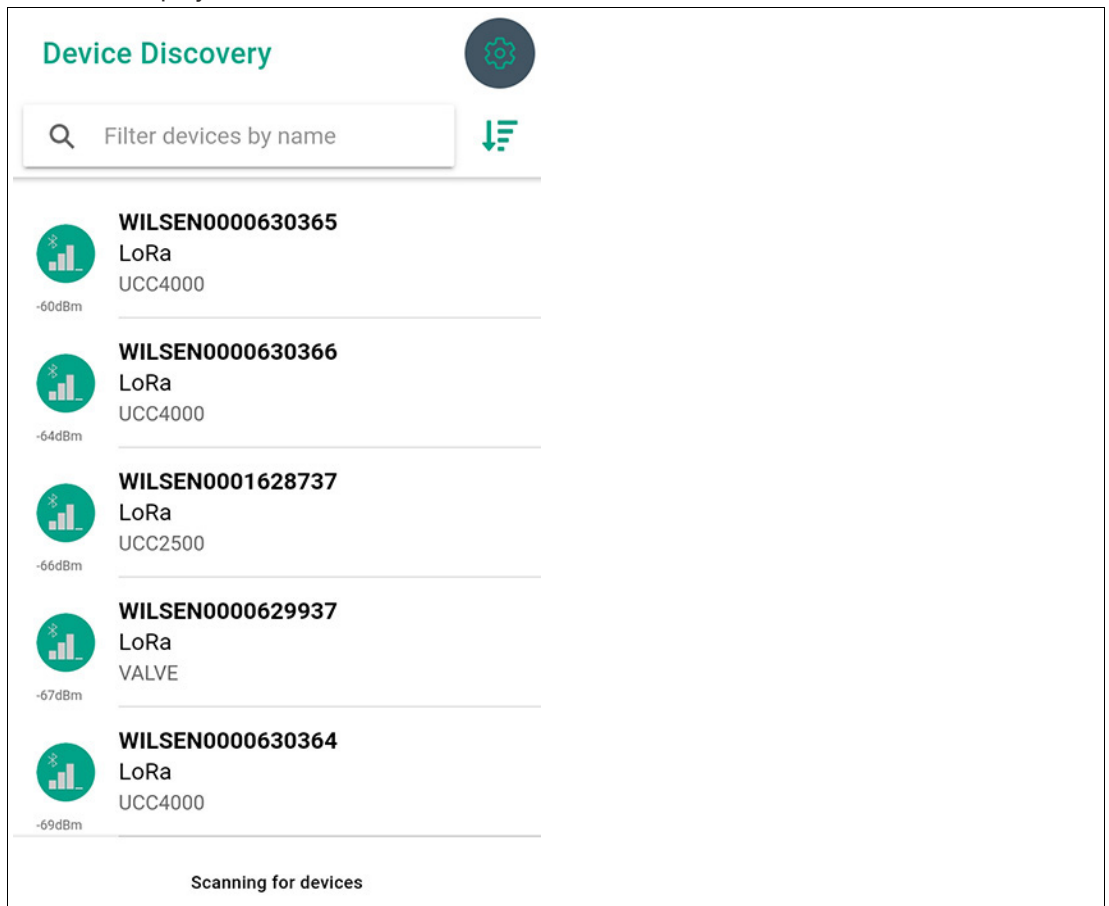 Device Discovery
Filter devices by name
WILSEN0000630365
LoRa
UCC4000
-60dBm
WILSEN0000630366
LoRa
UCC4000
-64dBm
WILSEN0001628737
LoRa
UCC2500
-66dBm
WILSEN0000629937
LoRa
VALVE
-67dBm
WILSEN0000630364
LoRa
UCC4000
-69dBm
Scanning for devices